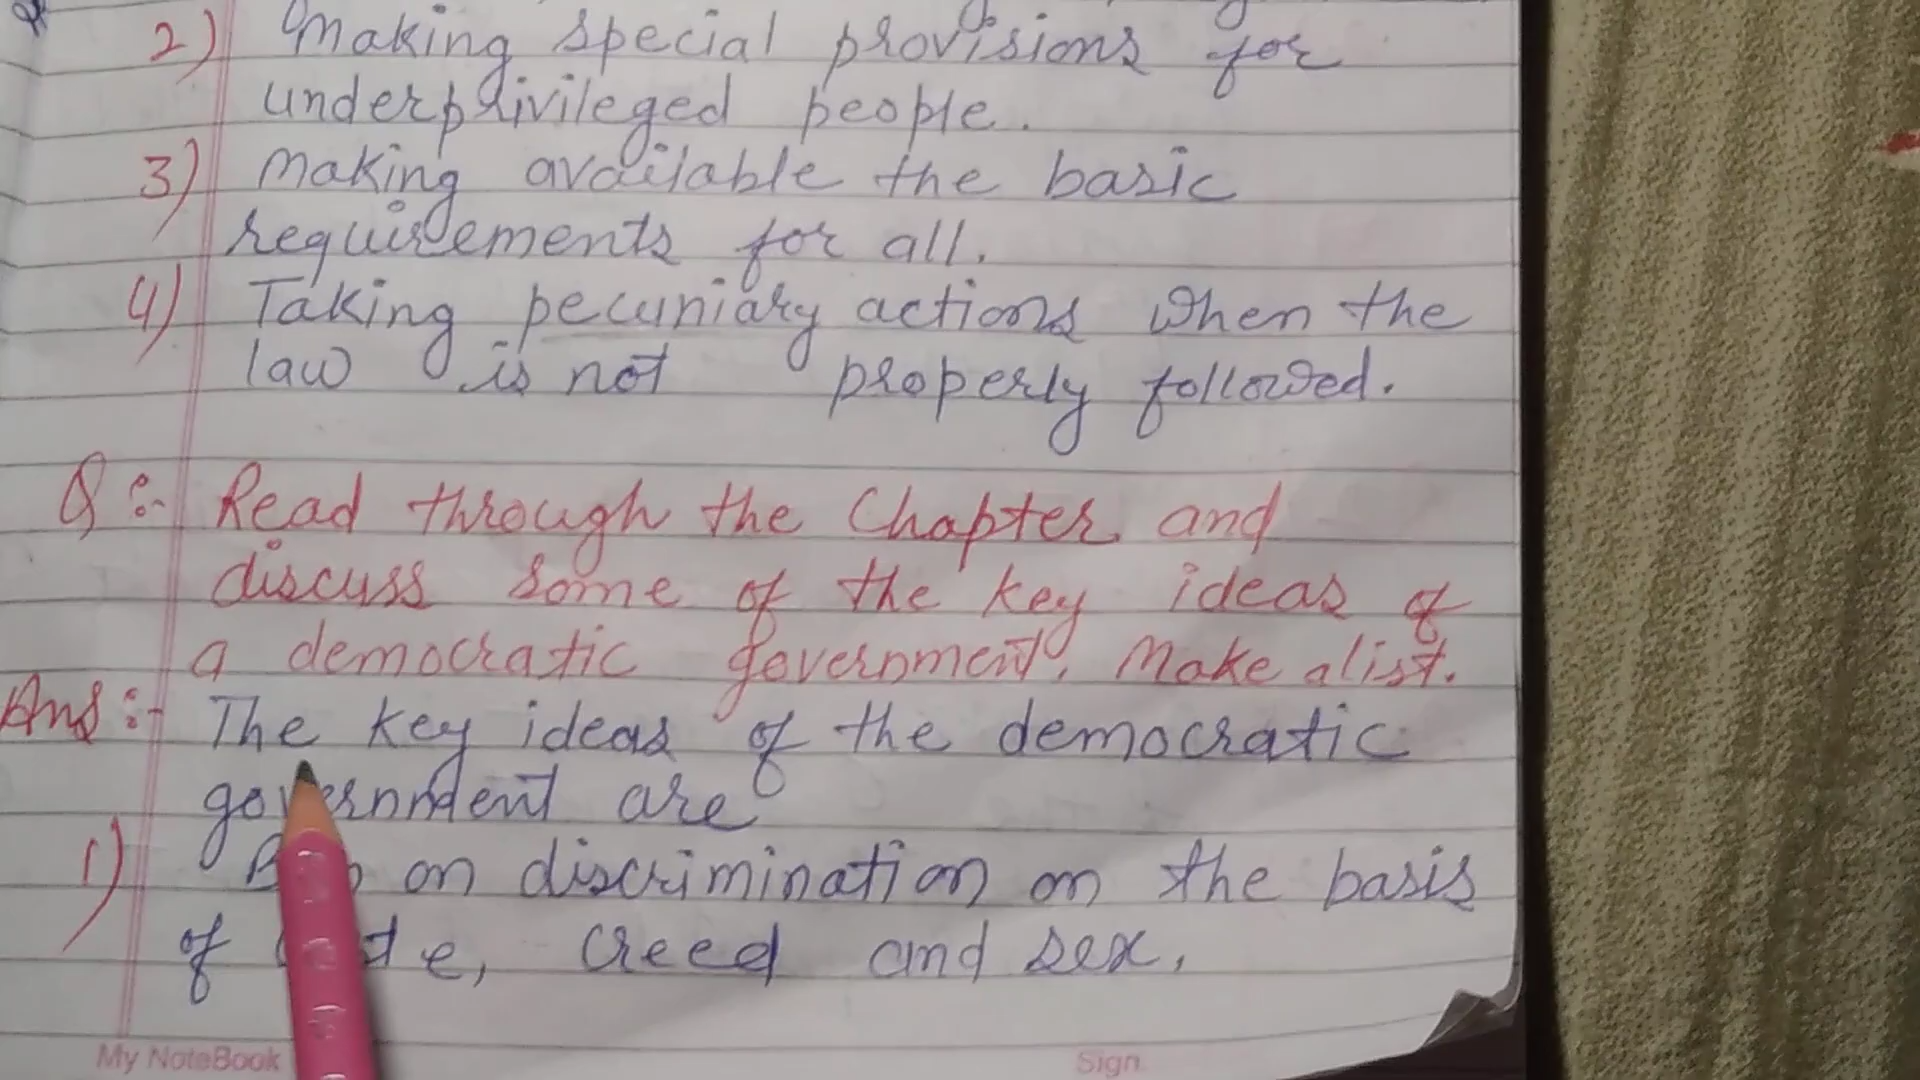 2) Making special provisions for
underprivileged people.
3) Making available the basic
requirements for all.
4) Taking pecuniary actions when the
law is not properly followed.
Q:- Read through the Chapter and
discuss some of the key ideas of
a democratic government. Make a list.
Ans:- The key ideas of the democratic
government are
1) on discrimination on the basis
of creed and sex,
My NoteBook Sign.